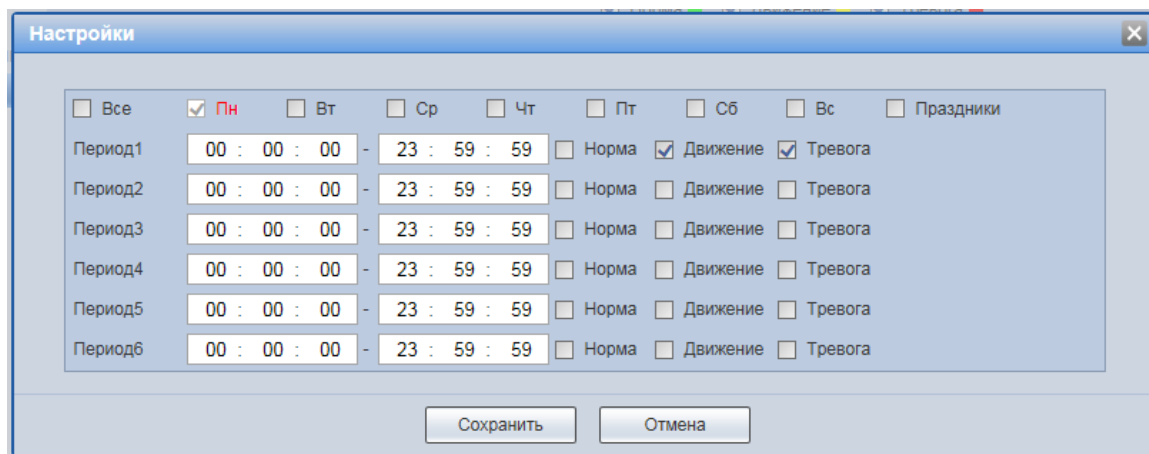 Настройки
Все Пн Вт Ср Чт Пт Сб Вс Праздники
Период1 00 : 00 : 00 - 23 : 59 : 59 Норма Движение Тревога
Период2 00 : 00 : 00 - 23 : 59 : 59 Норма Движение Тревога
Период3 00 : 00 : 00 - 23 : 59 : 59 Норма Движение Тревога
Период4 00 : 00 : 00 - 23 : 59 : 59 Норма Движение Тревога
Период5 00 : 00 : 00 - 23 : 59 : 59 Норма Движение Тревога
Период6 00 : 00 : 00 - 23 : 59 : 59 Норма Движение Тревога
Сохранить Отмена